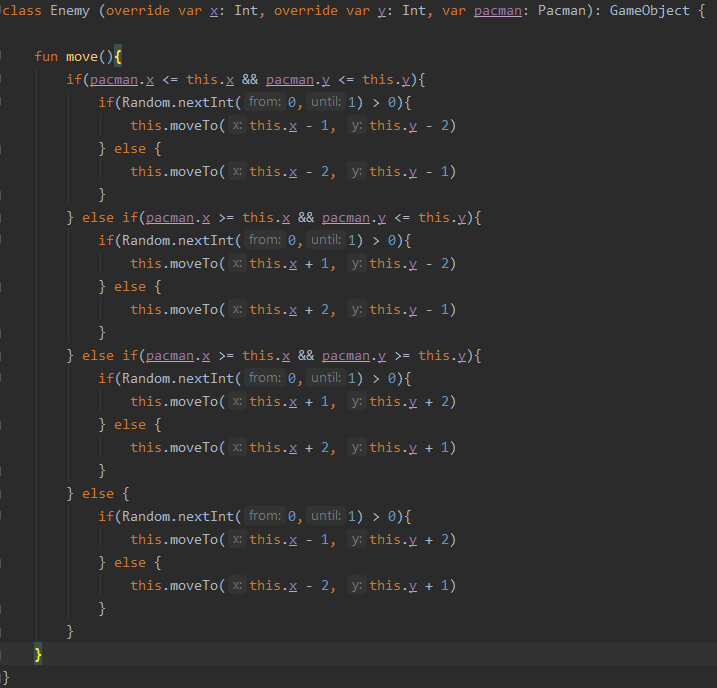 class Enemy (override var x: Int, override var y: Int, var pacman: Pacman): GameObject {
fun move(){
if(pacman.x <= this.x && pacman.y <= this.y){
if(Random.nextInt( from: 0, until: 1) > 0){
this.moveTo( x: this.x - 1, y: this.y - 2)
} else {
this.moveTo( x: this.x - 2, y: this.y - 1)
}
} else if(pacman.x >= this.x && pacman.y <= this.y){
if(Random.nextInt( from: 0, until: 1) > 0){
this.moveTo( x: this.x + 1, y: this.y - 2)
} else {
this.moveTo( x: this.x + 2, y: this.y - 1)
}
} else if(pacman.x >= this.x && pacman.y >= this.y){
if(Random.nextInt( from: 0, until: 1) > 0){
this.moveTo( x: this.x + 1, y: this.y + 2)
} else {
this.moveTo( x: this.x + 2, y: this.y + 1)
}
} else {
if(Random.nextInt( from: 0, until: 1) > 0){
this.moveTo( x: this.x - 1, y: this.y + 2)
} else {
this.moveTo( x: this.x - 2, y: this.y + 1)
}
}
}
}